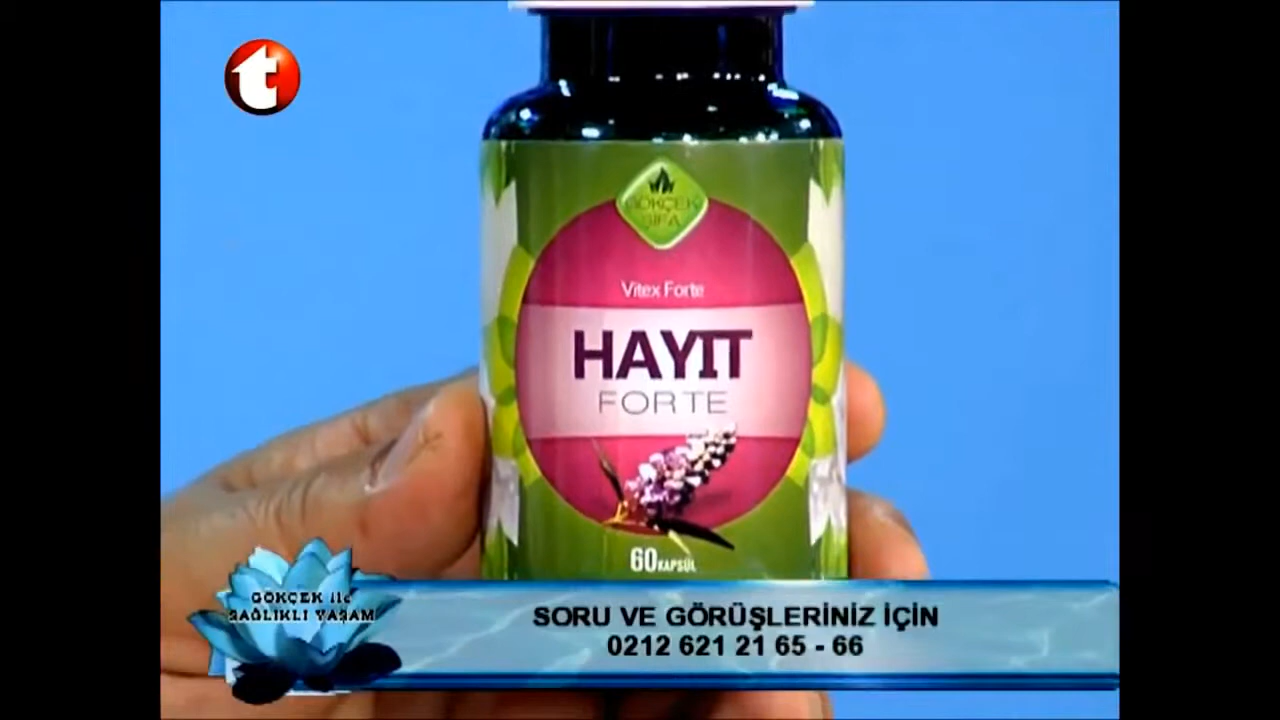 t
GÖKÇEK
ŞİFA
Vitex Forte
HAYIT
FORTE
60 KAPSÜL
GÖKÇEK ile
SAĞLIKLI YAŞAM
SORU VE GÖRÜŞLERİNİZ İÇİN
0212 621 21 65 - 66